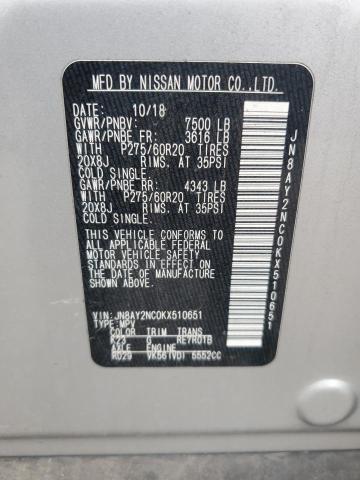 MFD BY NISSAN MOTOR CO.,LTD.
DATE: 10/18
GVWR/PNBV: 7500 LB
GAWR/PNBE FR: 3616 LB
WITH P275/60R20 TIRES
20X8J RIMS. AT 35PSI
COLD SINGLE.
GAWR/PNBE RR: 4343 LB
WITH P275/60R20 TIRES
20X8J RIMS. AT 35PSI
COLD SINGLE.
THIS VEHICLE CONFORMS TO
ALL APPLICABLE FEDERAL
MOTOR VEHICLE SAFETY
STANDARDS IN EFFECT ON
THE DATE OF MANUFACTURE
SHOWN ABOVE.
VIN: JN8AY2NC0KX510651
TYPE: MPV
COLOR TRIM TRANS
K23 G RE7R01B
AXLE ENGINE
RD29 VK56(VD) 5552CC
JN8AY2NC0KX510651